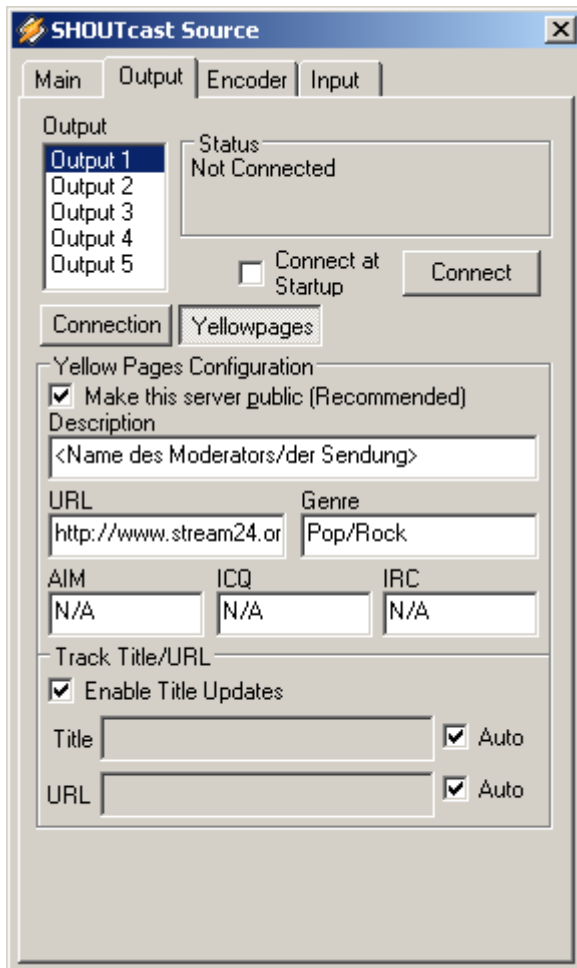 SHOUTcast Source
Main Output Encoder Input
Output
Output 1
Output 2
Output 3
Output 4
Output 5
Status
Not Connected
Connect at
Startup
Connect
Connection Yellowpages
Yellow Pages Configuration
Make this server public (Recommended)
Description
<Name des Moderators/der Sendung>
URL Genre
http://www.stream24.or Pop/Rock
AIM ICQ IRC
N/A N/A N/A
Track Title/URL
Enable Title Updates
Title Auto
URL Auto